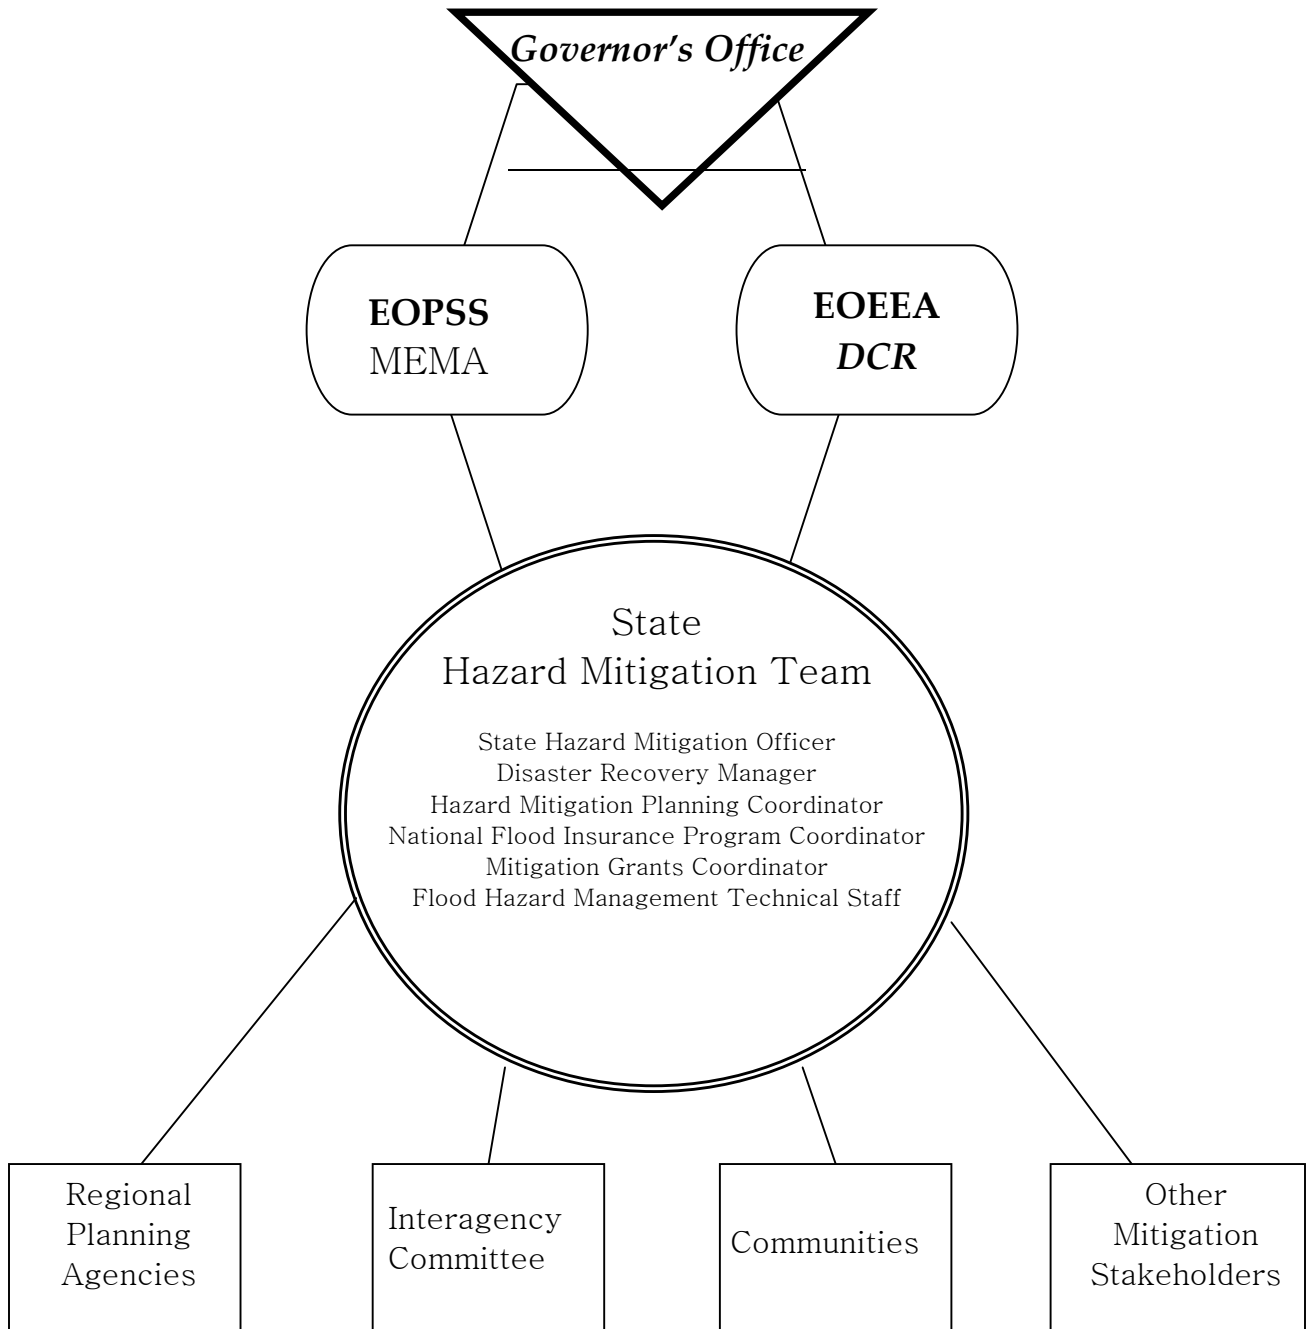 Governor's Office
EOPSS
MEMA
EOEEA
DCR
State
Hazard Mitigation Team
State Hazard Mitigation Officer
Disaster Recovery Manager
Hazard Mitigation Planning Coordinator
National Flood Insurance Program Coordinator
Mitigation Grants Coordinator
Flood Hazard Management Technical Staff
Regional
Planning
Agencies
Interagency
Committee
Communities
Other
Mitigation
Stakeholders